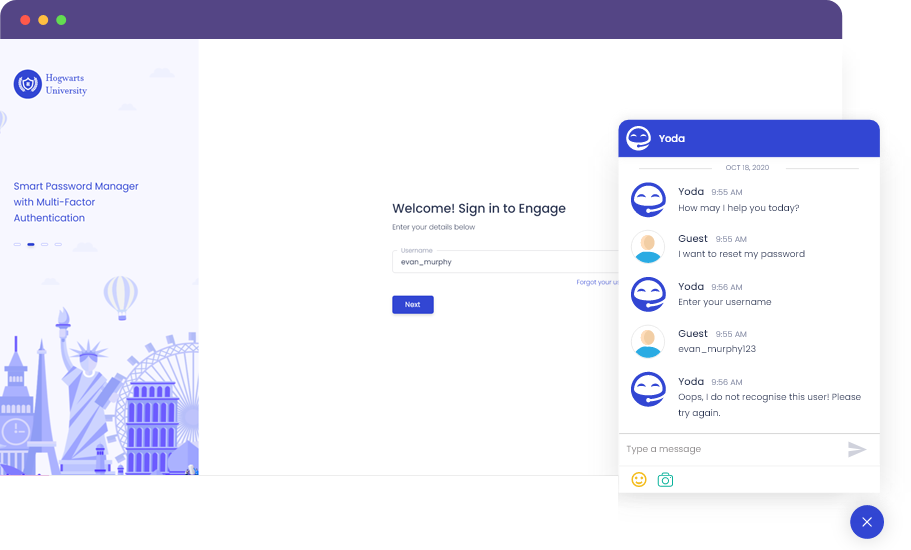 Hogwarts
University
Smart Password Manager
with Multi-Factor
Authentication
Welcome! Sign in to Engage
Enter your details below
Username
evan_murphy
Forgot your
Next
Yoda
OCT 18, 2020
Yoda 9:55 AM
How may I help you today?
Guest 9:55 AM
I want to reset my password
Yoda 9:56 AM
Enter your username
Guest 9:55 AM
evan_murphy123
Yoda 9:56 AM
Oops, I do not recognise this user! Please
try again.
Type a message